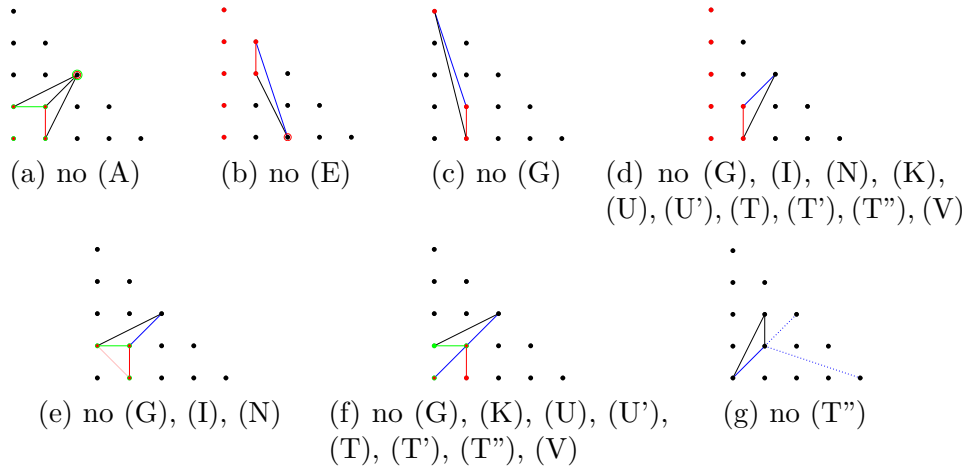 (a) no (A)
(b) no (E)
(c) no (G)
(d) no (G), (I), (N), (K),
(U), (U'), (T), (T'), (T"), (V)
(e) no (G), (I), (N)
(f) no (G), (K), (U), (U'),
(T), (T'), (T"), (V)
(g) no (T")